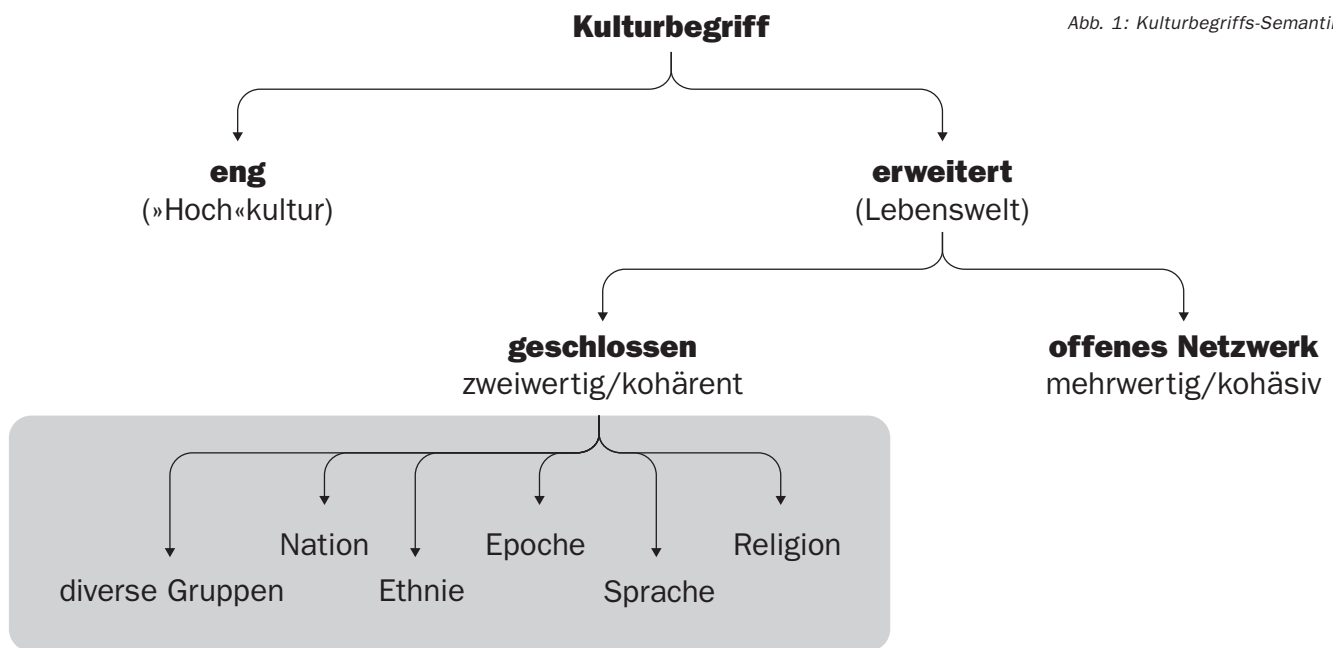 Kulturbegriff
Abb. 1: Kulturbegriffs-Semantik
eng
(»Hoch«kultur)
erweitert
(Lebenswelt)
geschlossen
zweiwertig/kohärent
offenes Netzwerk
mehrwertig/kohäsiv
Nation
Epoche
Religion
diverse Gruppen
Ethnie
Sprache